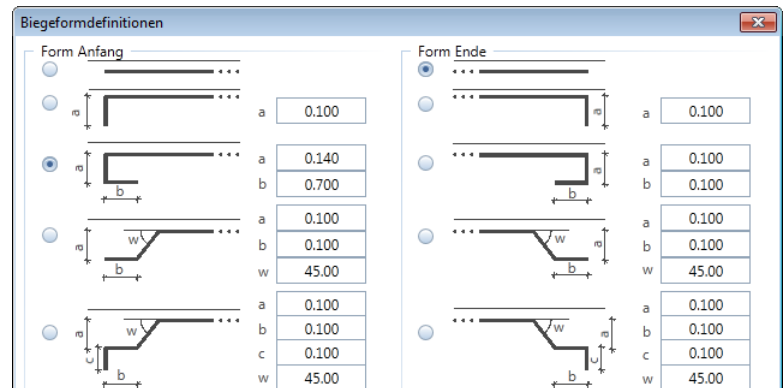 Biegeformdefinitionen
Form Anfang
a
a 0.100
a
b
a 0.140
b 0.700
w
a
b
a 0.100
b 0.100
w 45.00
w
a
c
b
a 0.100
b 0.100
c 0.100
w 45.00
Form Ende
a
a 0.100
a
b
a 0.100
b 0.100
w
a
b
a 0.100
b 0.100
w 45.00
w
a
c
b
a 0.100
b 0.100
c 0.100
w 45.00